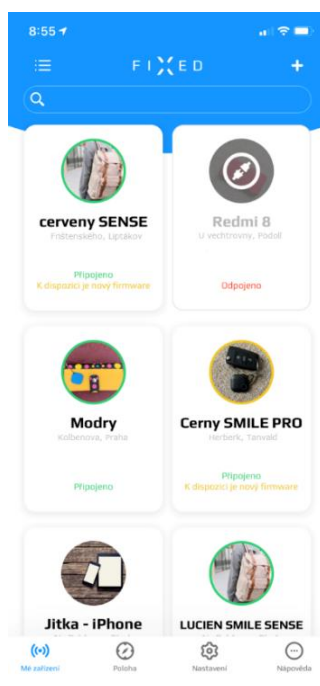 8:55
FIXED
cerveny SENSE
Frištenského, Liptákov
Připojeno
K dispozici je nový firmware
Redmi 8
U vechtrovny, Podolí
Odpojeno
Modry
Kolbenova, Praha
Připojeno
Cerny SMILE PRO
Herberk, Tanvald
Připojeno
K dispozici je nový firmware
Jitka - iPhone
LUCIEN SMILE SENSE
Mé zařízení
Poloha
Nastavení
Nápověda